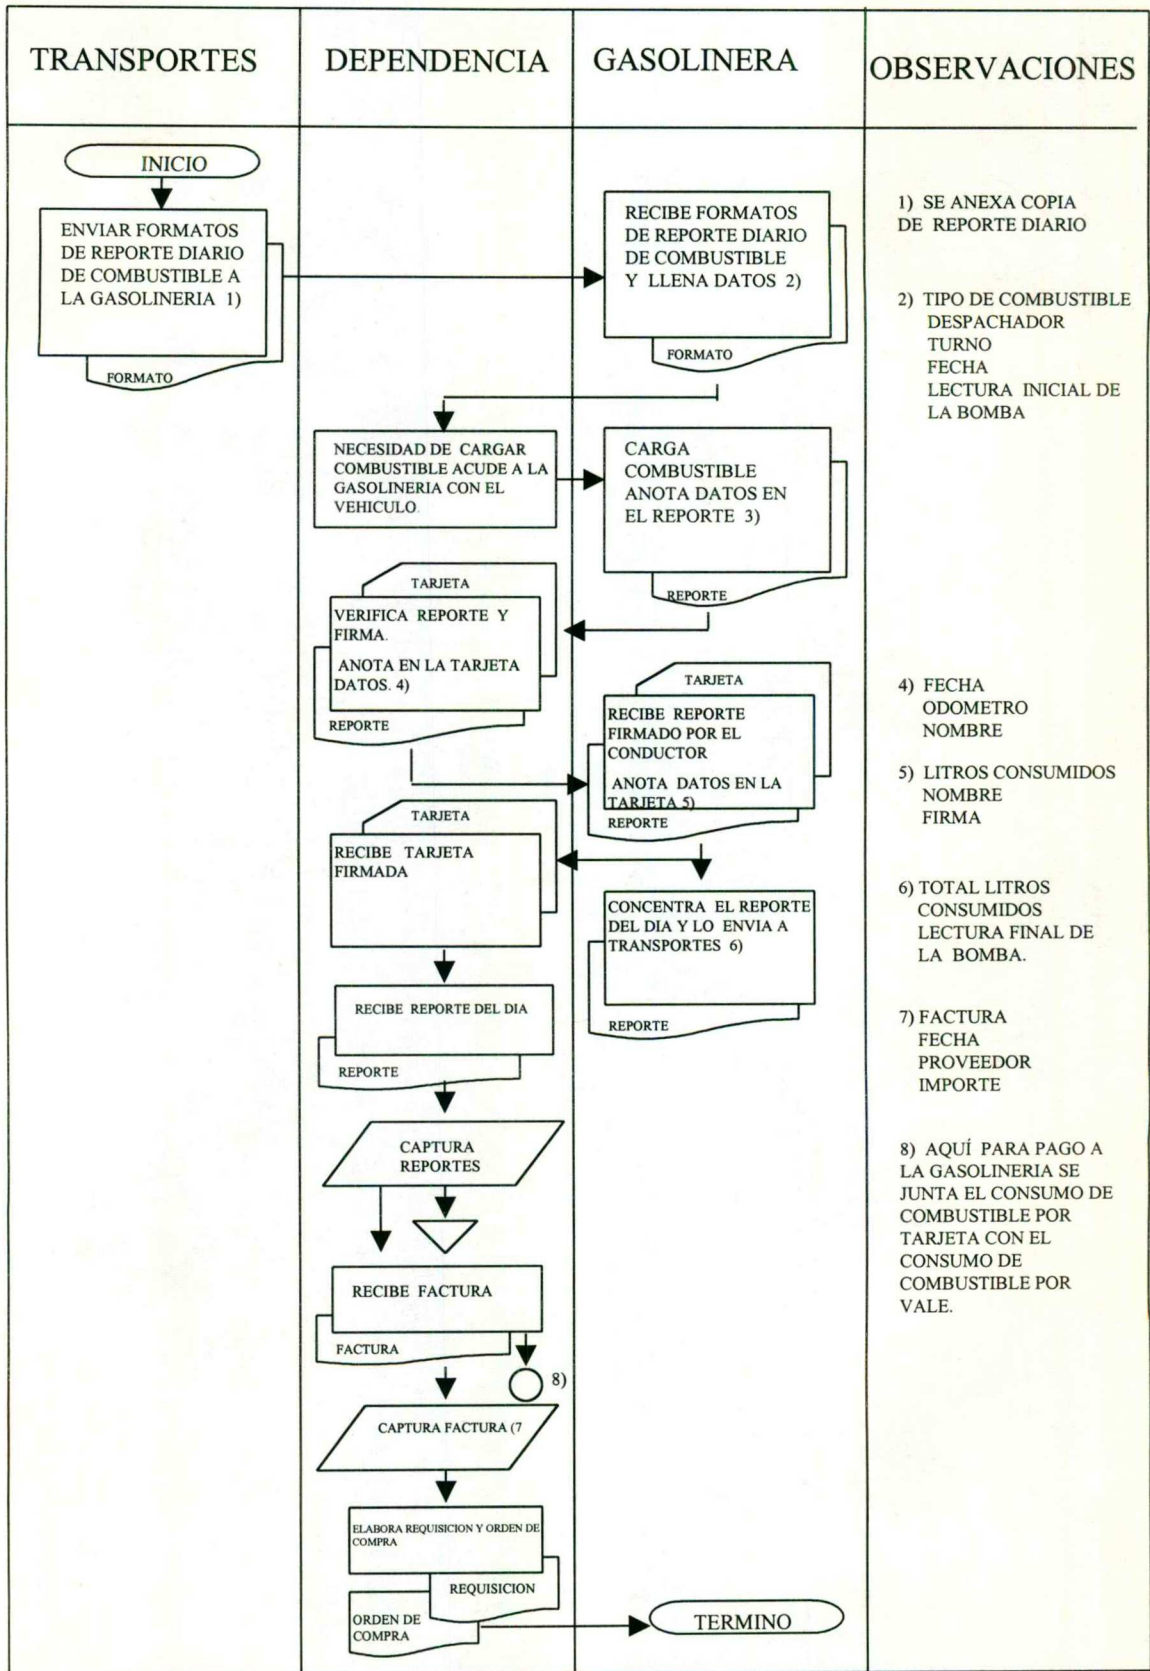 TRANSPORTES
DEPENDENCIA
GASOLINERA
OBSERVACIONES
INICIO
ENVIAR FORMATOS
DE REPORTE DIARIO
DE COMBUSTIBLE A
LA GASOLINERIA 1)
FORMATO
RECIBE FORMATOS
DE REPORTE DIARIO
DE COMBUSTIBLE
Y LLENA DATOS 2)
FORMATO
1) SE ANEXA COPIA
DE REPORTE DIARIO
2) TIPO DE COMBUSTIBLE
DESPACHADOR
TURNO
FECHA
LECTURA INICIAL DE
LA BOMBA
NECESIDAD DE CARGAR
COMBUSTIBLE ACUDE A LA
GASOLINERIA CON EL
VEHICULO.
CARGA
COMBUSTIBLE
ANOTA DATOS EN
EL REPORTE 3)
REPORTE
TARJETA
VERIFICA REPORTE Y
FIRMA.
ANOTA EN LA TARJETA
DATOS. 4)
REPORTE
TARJETA
RECIBE REPORTE
FIRMADO POR EL
CONDUCTOR
ANOTA DATOS EN LA
TARJETA 5)
REPORTE
4) FECHA
ODOMETRO
NOMBRE
5) LITROS CONSUMIDOS
NOMBRE
FIRMA
TARJETA
RECIBE TARJETA
FIRMADA
CONCENTRA EL REPORTE
DEL DIA Y LO ENVIA A
TRANSPORTES 6)
REPORTE
6) TOTAL LITROS
CONSUMIDOS
LECTURA FINAL DE
LA BOMBA.
RECIBE REPORTE DEL DIA
REPORTE
7) FACTURA
FECHA
PROVEEDOR
IMPORTE
CAPTURA
REPORTES
8) AQUÍ PARA PAGO A
LA GASOLINERIA SE
JUNTA EL CONSUMO DE
COMBUSTIBLE POR
TARJETA CON EL
CONSUMO DE
COMBUSTIBLE POR
VALE.
RECIBE FACTURA
FACTURA
8)
CAPTURA FACTURA (7
ELABORA REQUISICION Y ORDEN DE
COMPRA
REQUISICION
ORDEN DE
COMPRA
TERMINO